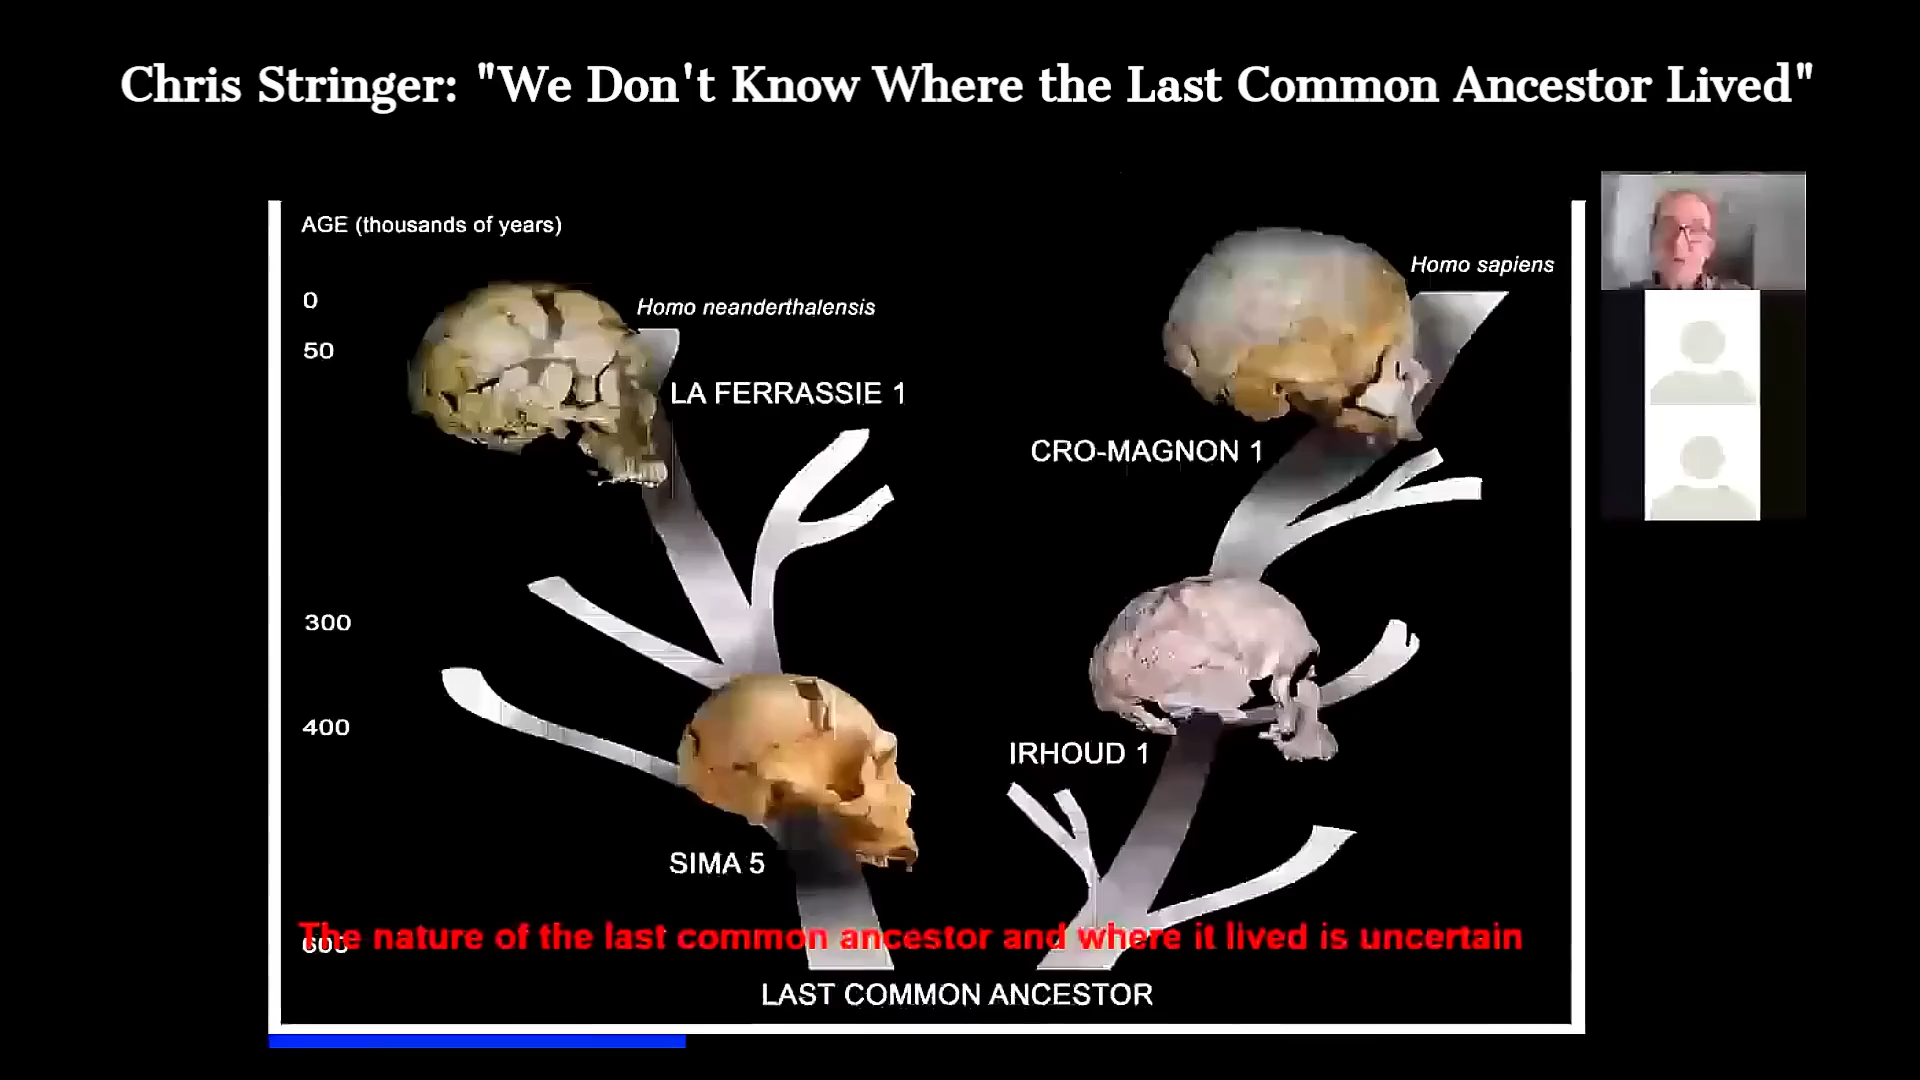 Chris Stringer: "We Don't Know Where the Last Common Ancestor Lived"
AGE (thousands of years)
Homo sapiens
0
Homo neanderthalensis
50
LA FERRASSIE 1
CRO-MAGNON 1
300
400
IRHOUD 1
SIMA 5
The nature of the last common ancestor and where it lived is uncertain
600
LAST COMMON ANCESTOR